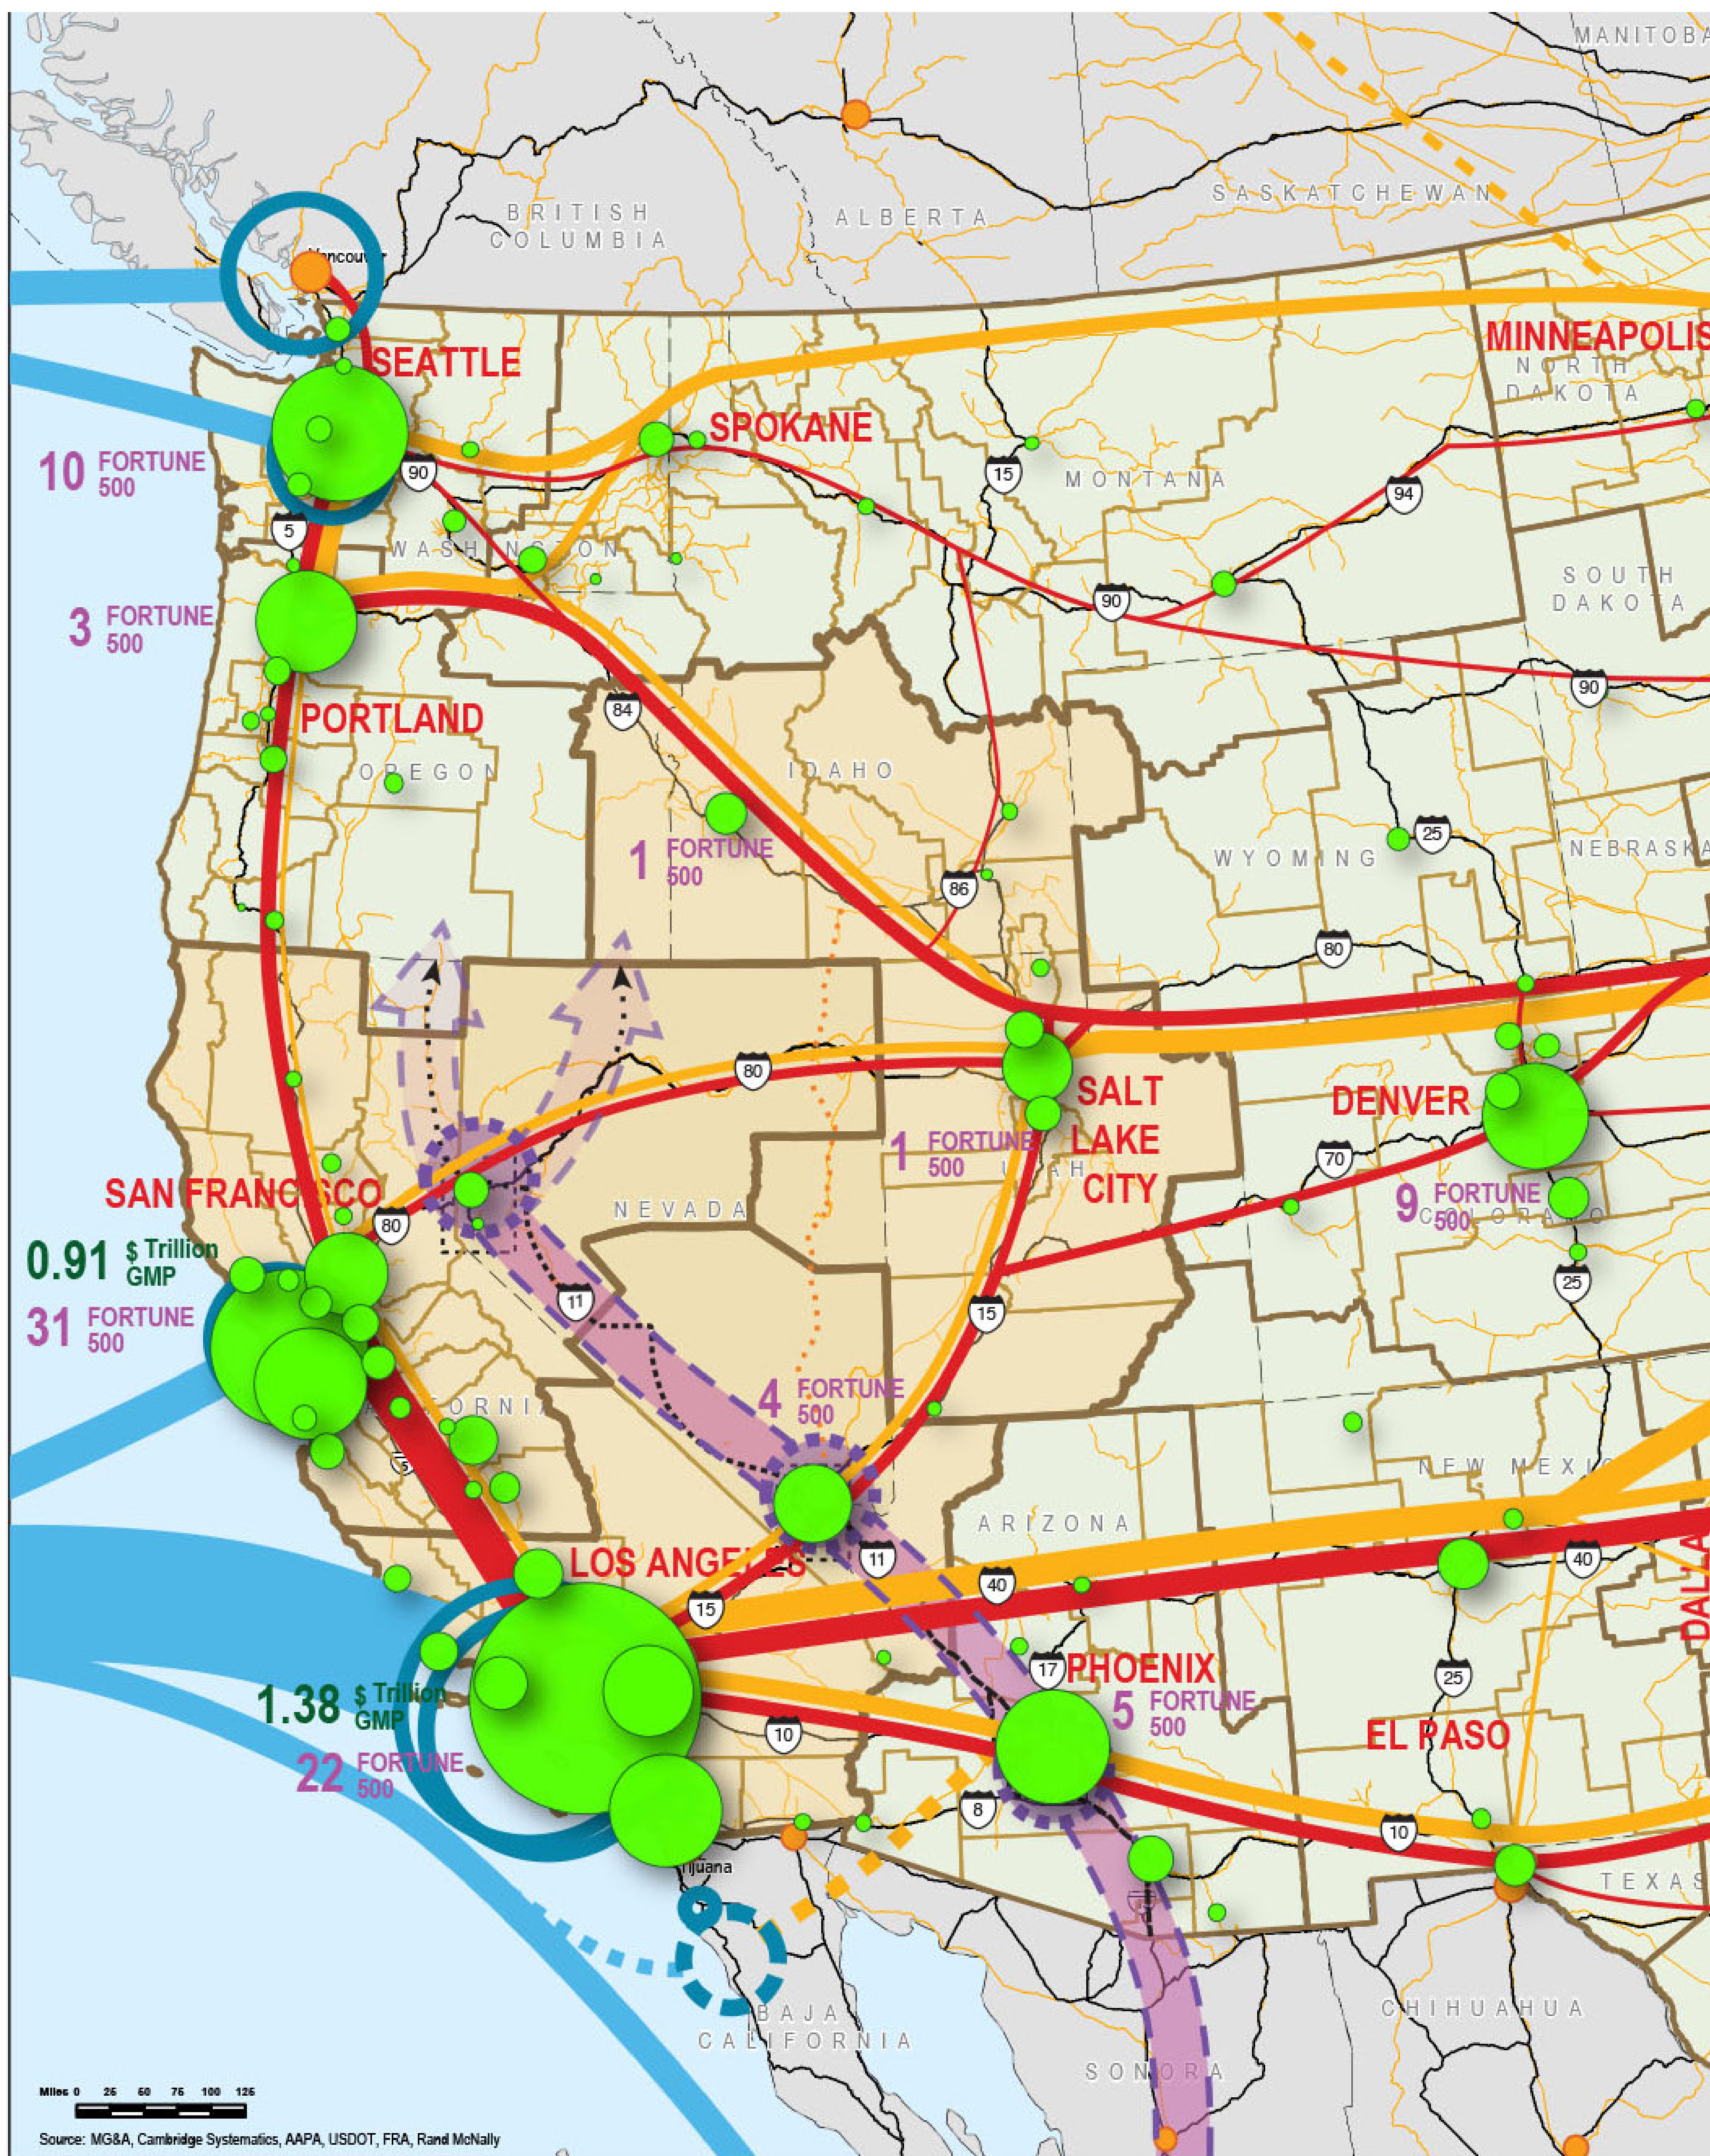 MANITOBA
SASKATCHEWAN
BRITISH
COLUMBIA
ALBERTA
Vancouver
SEATTLE
MINNEAPOLIS
NORTH
DAKOTA
SPOKANE
10 FORTUNE
500
90
15
MONTANA
94
5
WASHINGTON
SOUTH
DAKOTA
90
3 FORTUNE
500
90
84
PORTLAND
OREGON
IDAHO
25
1 FORTUNE
500
WYOMING
NEBRASKA
86
80
80
SALT
LAKE
CITY
DENVER
1 FORTUNE
500
UTAH
70
SAN FRANCISCO
80
NEVADA
9 FORTUNE
500
COLORADO
0.91 $ Trillion
GMP
31 FORTUNE
500
11
15
25
4 FORTUNE
500
CALIFORNIA
5
NEW MEXIC
ARIZONA
LOS ANGELES
11
40
40
15
DALLA
17
PHOENIX
25
1.38 $ Trillion
GMP
5 FORTUNE
500
10
EL PASO
22 FORTUNE
500
8
10
Tijuana
TEXAS
BAJA
CALIFORNIA
CHIHUAHUA
SONORA
Miles 0 25 50 75 100 125
Source: MG&A, Cambridge Systematics, AAPA, USDOT, FRA, Rand McNally